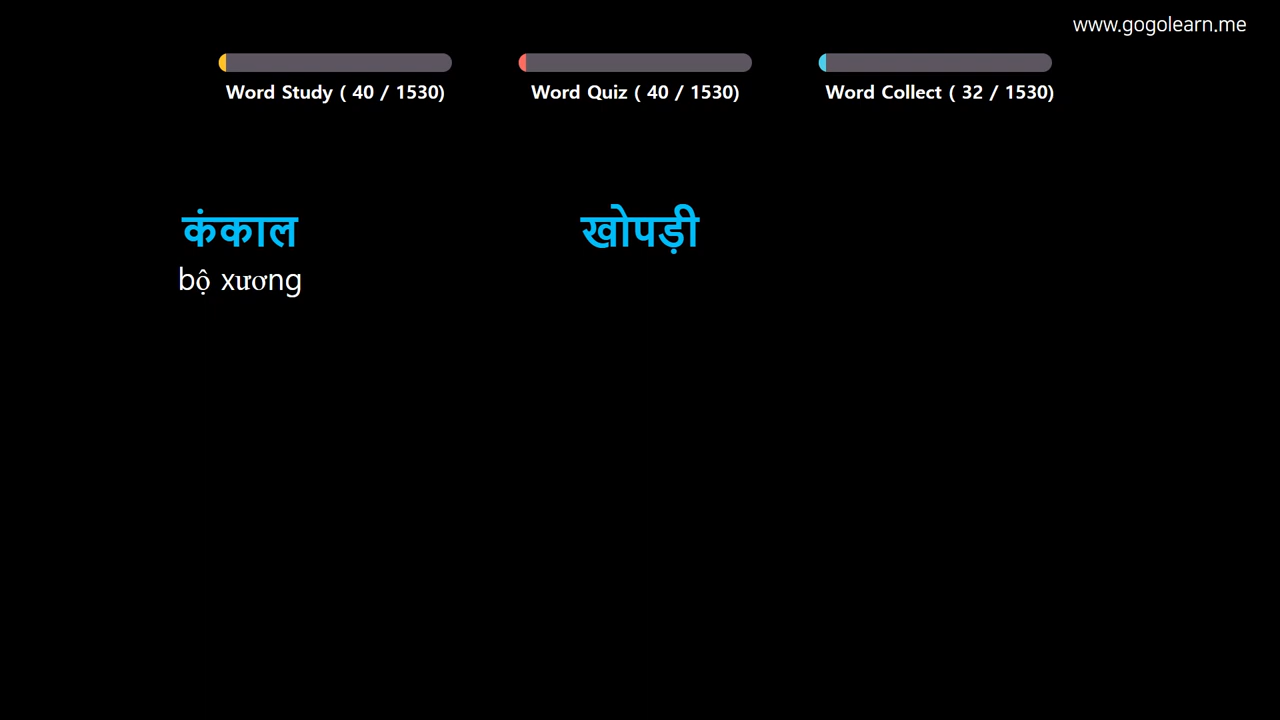 www.gogolearn.me
Word Study ( 40 / 1530)
Word Quiz ( 40 / 1530)
Word Collect ( 32 / 1530)
कंकाल
bộ xương
खोपड़ी